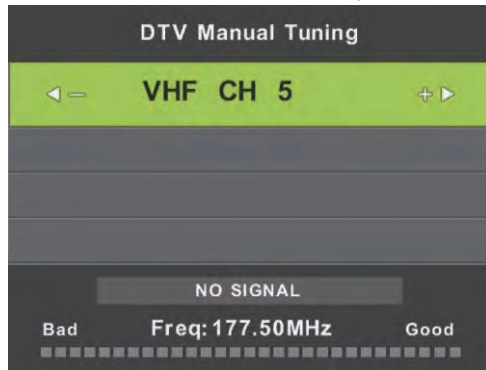 DTV Manual Tuning
VHF CH 5
NO SIGNAL
Bad Freq:177.50MHz Good